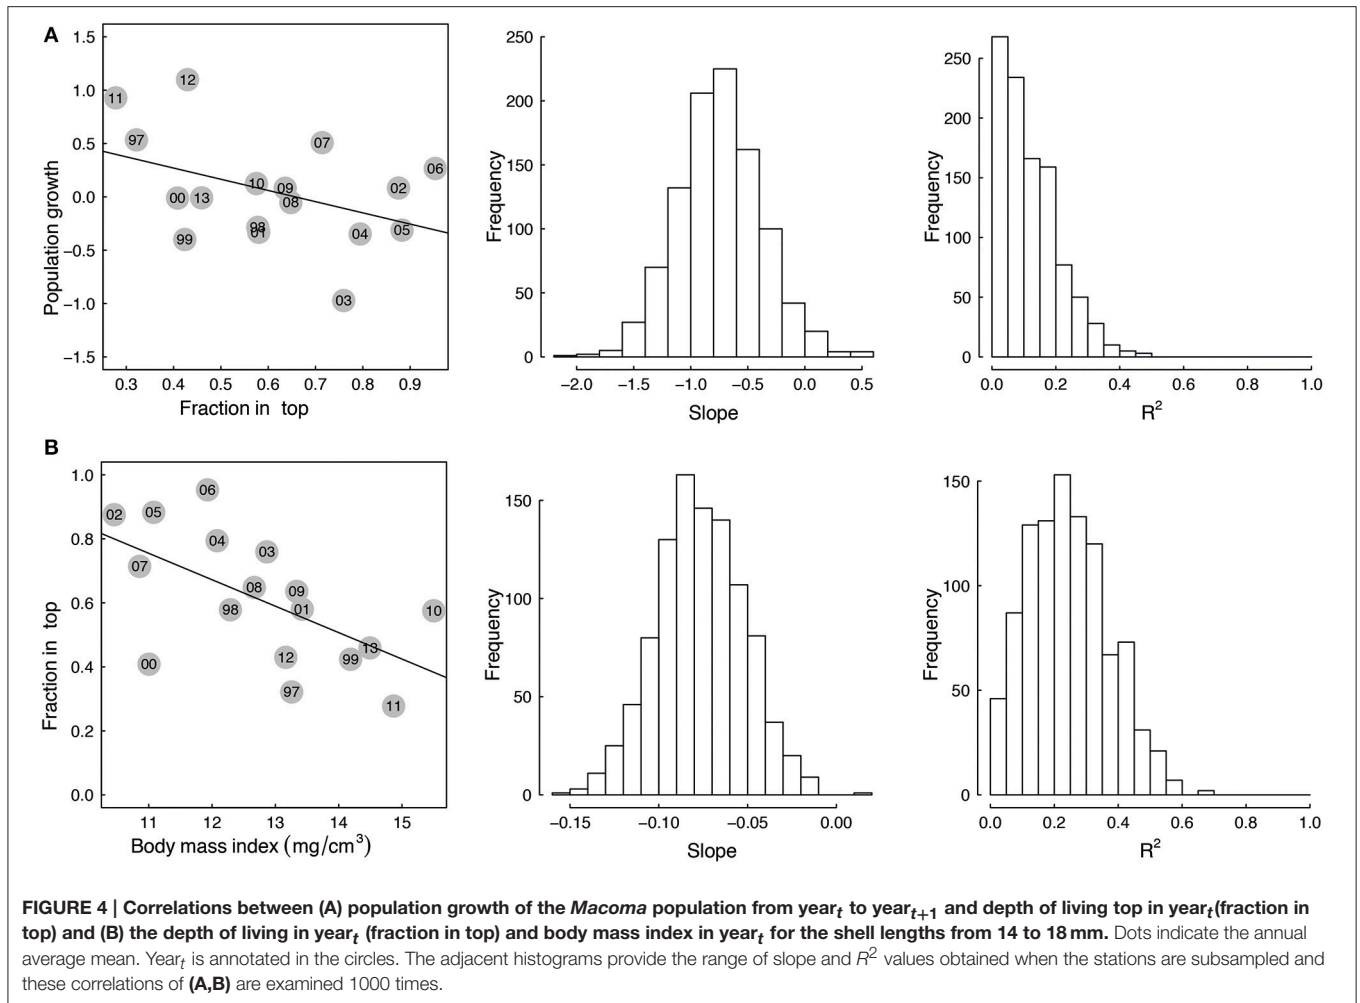 A
1.5
1.0
0.5
0.0
−0.5
−1.0
−1.5
Population growth
11
12
97
07
06
10
09
02
00
13
08
98
01
99
04
05
03
0.3 0.4 0.5 0.6 0.7 0.8 0.9
Fraction in top
250
200
150
100
50
0
Frequency
−2.0 −1.5 −1.0 −0.5 0.0 0.5
Slope
250
200
150
100
50
0
Frequency
0.0 0.2 0.4 0.6 0.8 1.0
R²
B
1.0
0.8
0.6
0.4
0.2
0.0
Fraction in top
06
02
05
04
03
07
08
09
98
01
10
13
12
99
00
97
11
11 12 13 14 15
Body mass index (mg/cm³)
150
100
50
0
Frequency
−0.15 −0.10 −0.05 0.00
Slope
150
100
50
0
Frequency
0.0 0.2 0.4 0.6 0.8 1.0
R²
FIGURE 4 | Correlations between (A) population growth of the Macoma population from yearₜ to yearₜ₊₁ and depth of living top in yearₜ(fraction in
top) and (B) the depth of living in yearₜ (fraction in top) and body mass index in yearₜ for the shell lengths from 14 to 18 mm. Dots indicate the annual
average mean. Yearₜ is annotated in the circles. The adjacent histograms provide the range of slope and R² values obtained when the stations are subsampled and
these correlations of (A,B) are examined 1000 times.